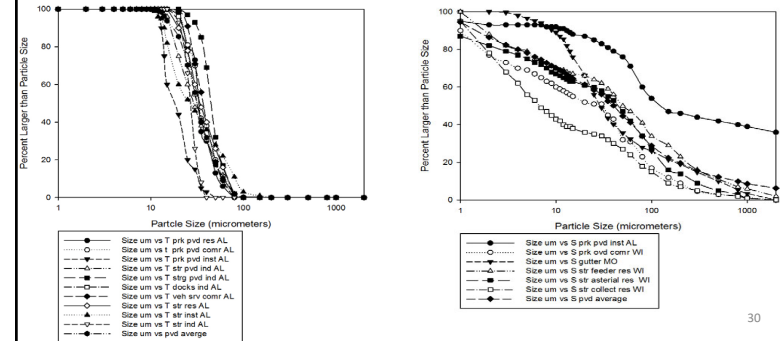 100
80
60
40
20
0
Percent Larger than Particle Size
1
10
100
1000
Partcle Size (micrometers)
Size um vs T prk pvd res AL
Size um vs t prk pvd comr AL
Size um vs T prk pvd inst AL
Size um vs T str pvd ind AL
Size um vs T strg pvd ind AL
Size um vs T docks ind AL
Size um vs T veh srv comr AL
Size um vs T str res AL
Size um vs T str inst AL
Size um vs T str ind AL
Size um vs pvd averge
100
80
60
40
20
0
Percent Larger than Particle Size
1
10
100
1000
Particle Size (micrometers)
Size um vs S prk pvd inst AL
Size um vs S prk ovd comr WI
Size um vs S gutter MO
Size um vs S str feeder res WI
Size um vs S str asterial res WI
Size um vs S str collect res WI
Size um vs S pvd average
30